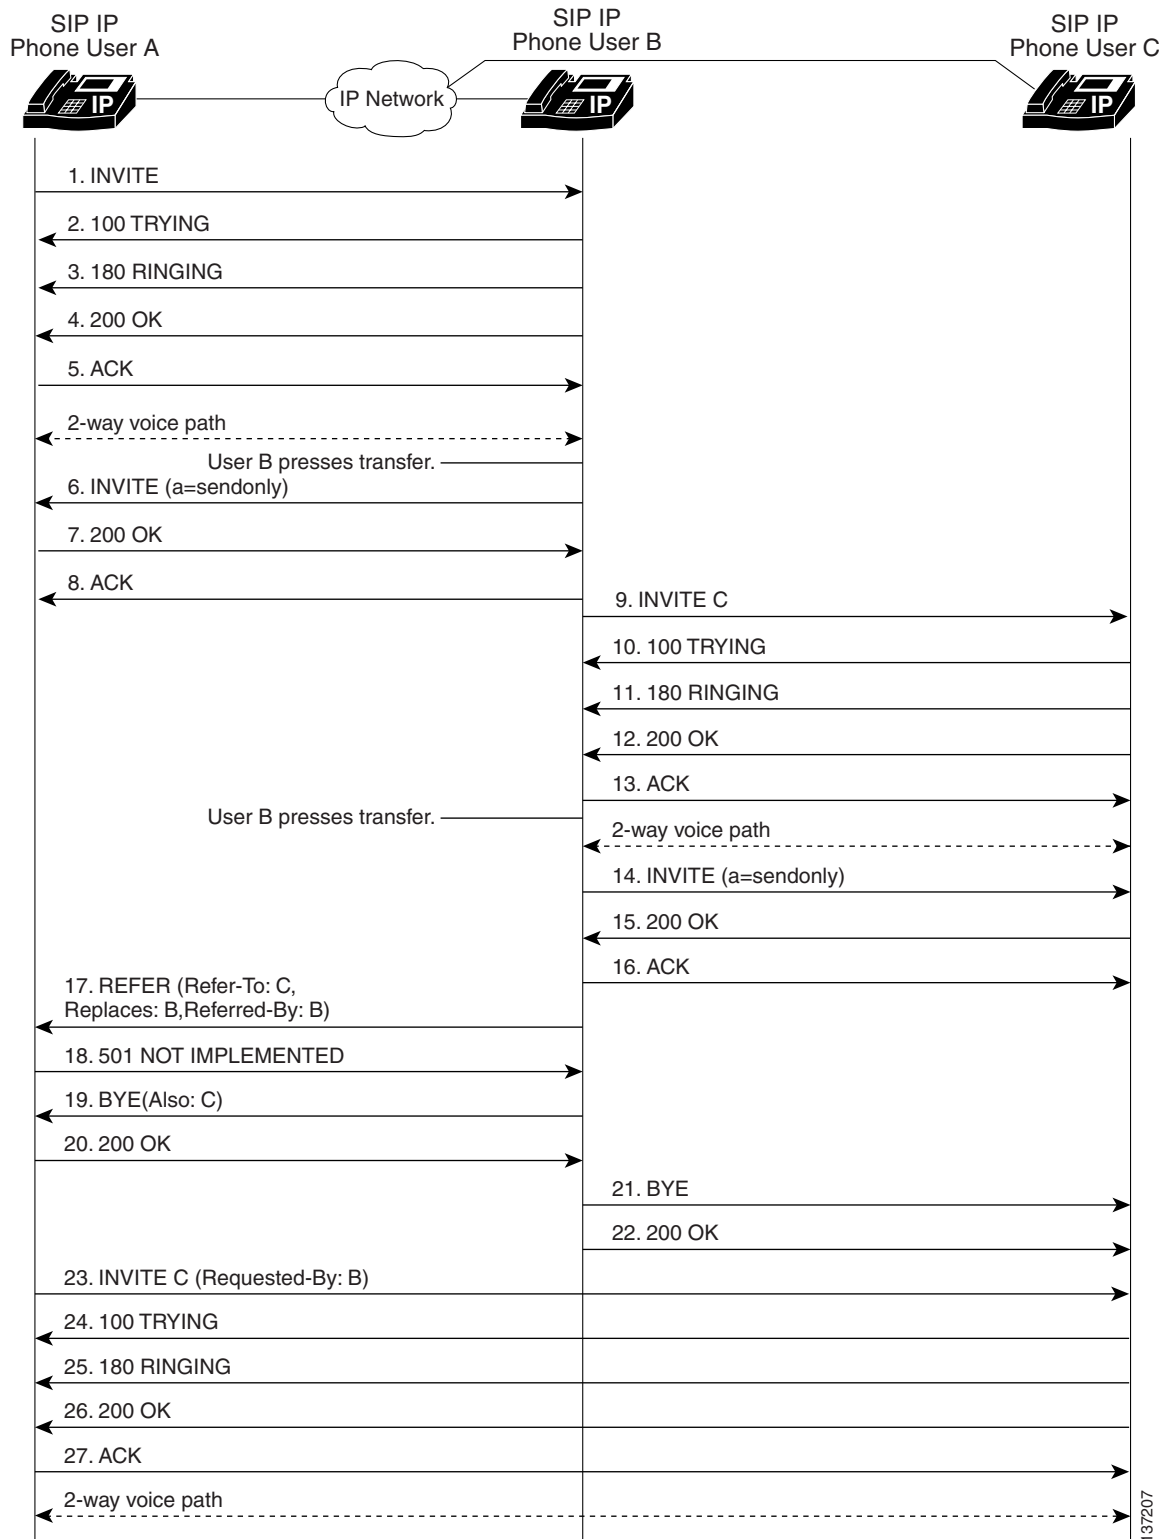 SIP IP
Phone User A
SIP IP
Phone User B
SIP IP
Phone User C
IP
IP Network
IP
IP
1. INVITE
2. 100 TRYING
3. 180 RINGING
4. 200 OK
5. ACK
2-way voice path
User B presses transfer.
6. INVITE (a=sendonly)
7. 200 OK
8. ACK
9. INVITE C
10. 100 TRYING
11. 180 RINGING
12. 200 OK
13. ACK
User B presses transfer.
2-way voice path
14. INVITE (a=sendonly)
15. 200 OK
16. ACK
17. REFER (Refer-To: C,
Replaces: B,Referred-By: B)
18. 501 NOT IMPLEMENTED
19. BYE(Also: C)
20. 200 OK
21. BYE
22. 200 OK
23. INVITE C (Requested-By: B)
24. 100 TRYING
25. 180 RINGING
26. 200 OK
27. ACK
2-way voice path
137207